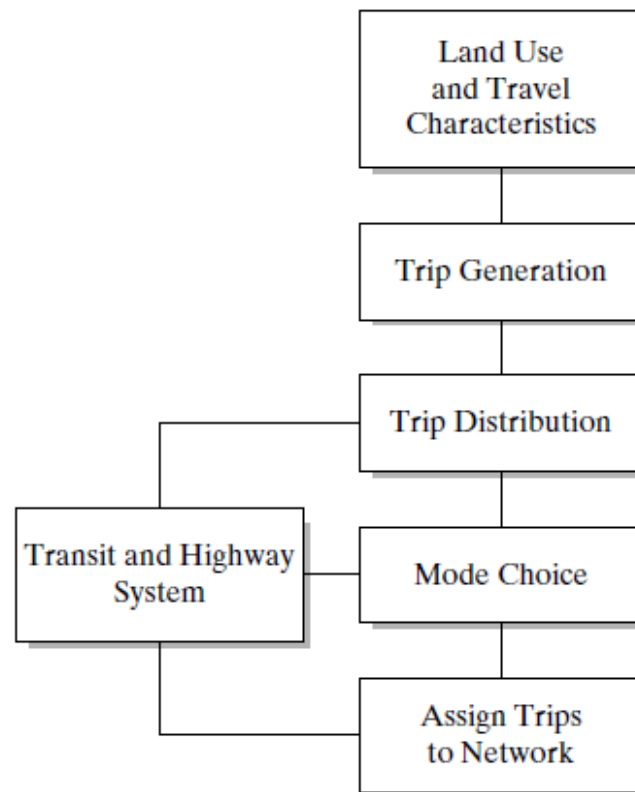 Land Use
and Travel
Characteristics
Trip Generation
Trip Distribution
Transit and Highway
System
Mode Choice
Assign Trips
to Network